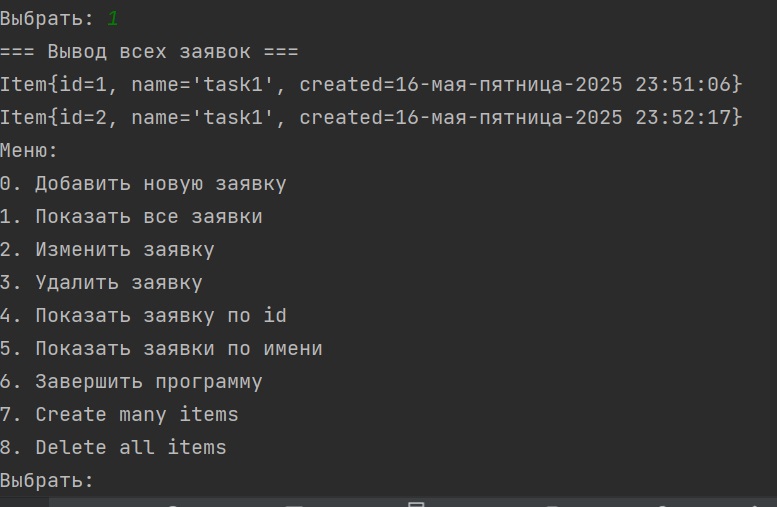 Выбрать: 1
=== Вывод всех заявок ===
Item{id=1, name='task1', created=16-мая-пятница-2025 23:51:06}
Item{id=2, name='task1', created=16-мая-пятница-2025 23:52:17}
Меню:
0. Добавить новую заявку
1. Показать все заявки
2. Изменить заявку
3. Удалить заявку
4. Показать заявку по id
5. Показать заявки по имени
6. Завершить программу
7. Create many items
8. Delete all items
Выбрать: